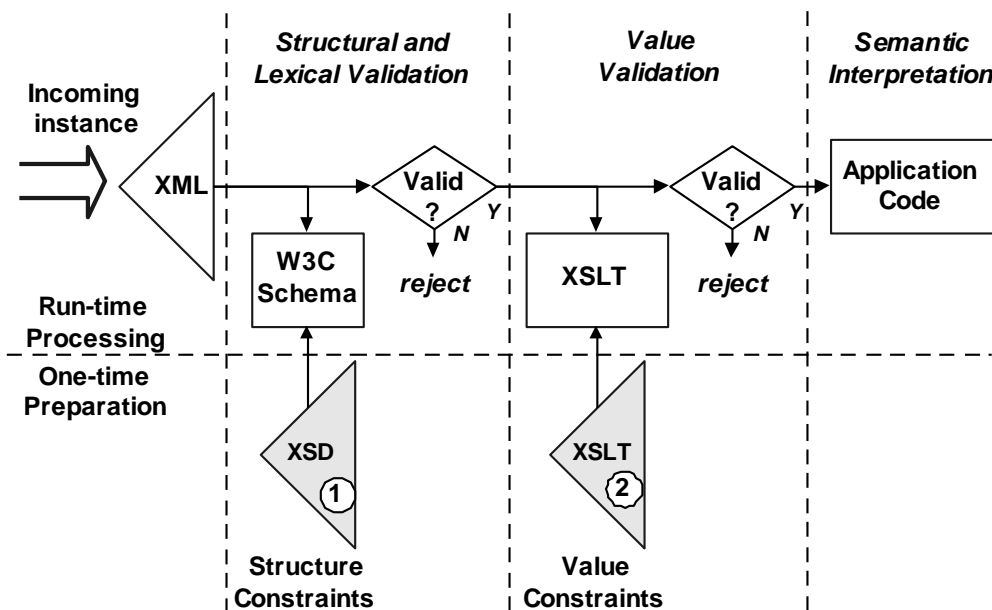 Structural and
Lexical Validation
Value
Validation
Semantic
Interpretation
Incoming
instance
XML
Valid
?
Y
N
reject
W3C
Schema
Valid
?
Y
N
reject
XSLT
Application
Code
Run-time
Processing
One-time
Preparation
XSD
1
XSLT
2
Structure
Constraints
Value
Constraints